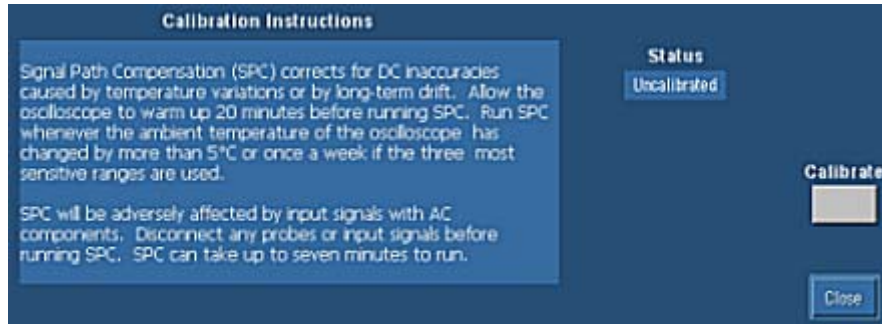 Calibration Instructions
Signal Path Compensation (SPC) corrects for DC inaccuracies
caused by temperature variations or by long-term drift. Allow the
oscilloscope to warm up 20 minutes before running SPC. Run SPC
whenever the ambient temperature of the oscilloscope has
changed by more than 5°C or once a week if the three most
sensitive ranges are used.
SPC will be adversely affected by input signals with AC
components. Disconnect any probes or input signals before
running SPC. SPC can take up to seven minutes to run.
Status
Uncalibrated
Calibrate
Close